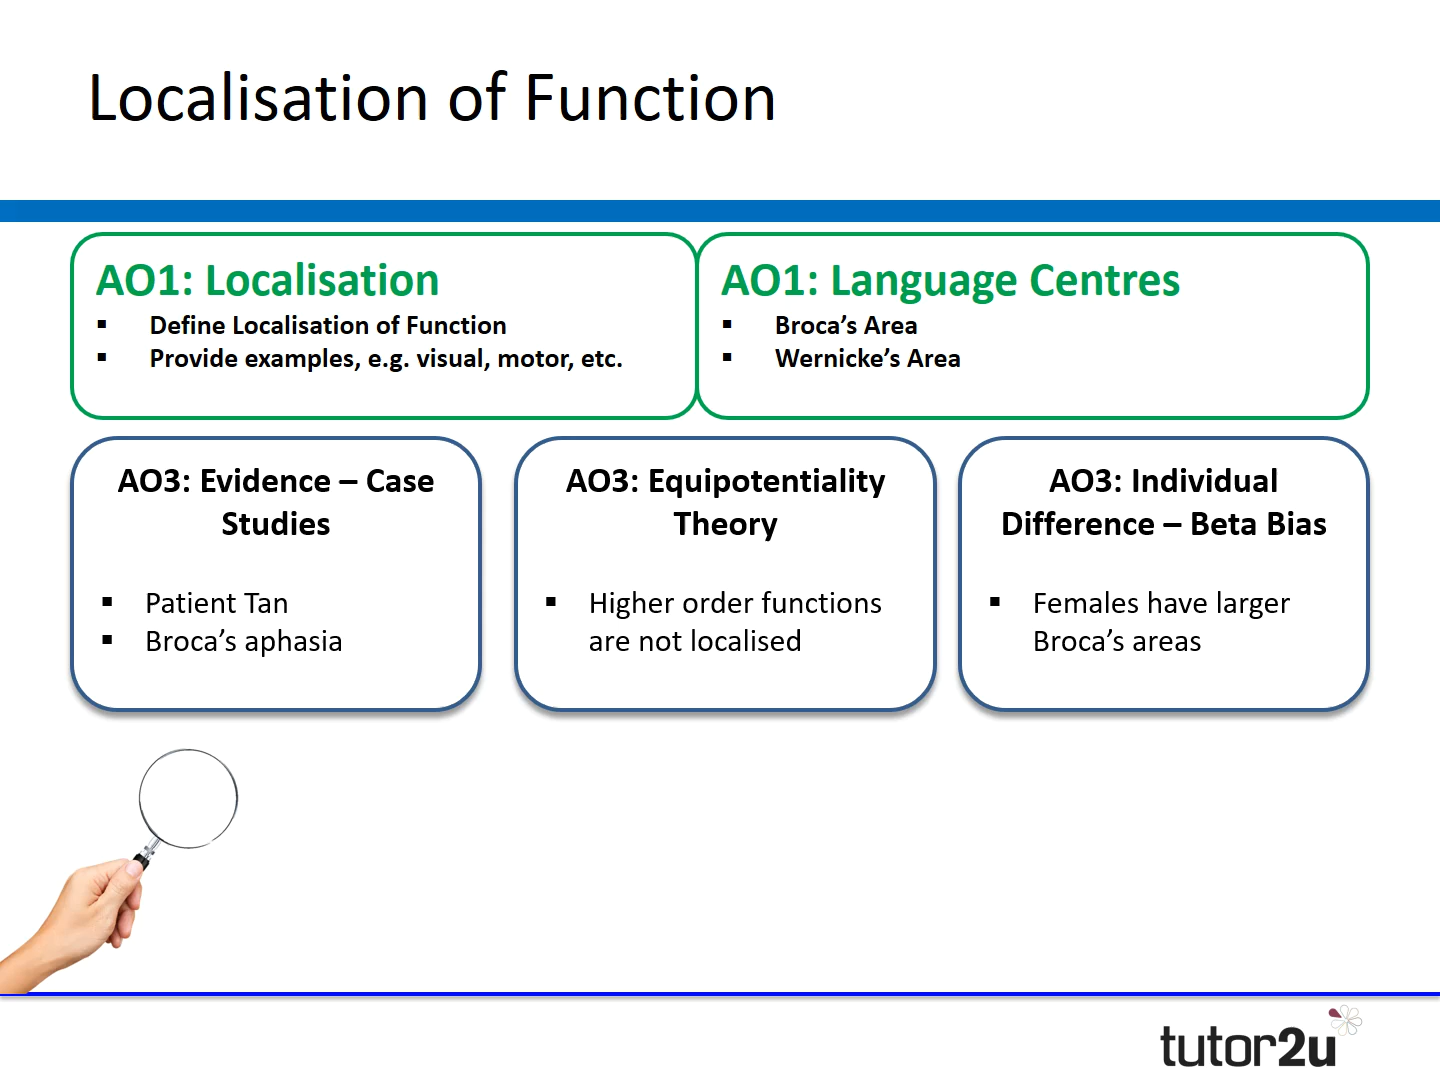 Localisation of Function
AO1: Localisation
▪ Define Localisation of Function
▪ Provide examples, e.g. visual, motor, etc.
AO1: Language Centres
▪ Broca’s Area
▪ Wernicke’s Area
AO3: Evidence – Case
Studies
▪ Patient Tan
▪ Broca’s aphasia
AO3: Equipotentiality
Theory
▪ Higher order functions
are not localised
AO3: Individual
Difference – Beta Bias
▪ Females have larger
Broca’s areas
tutor2u